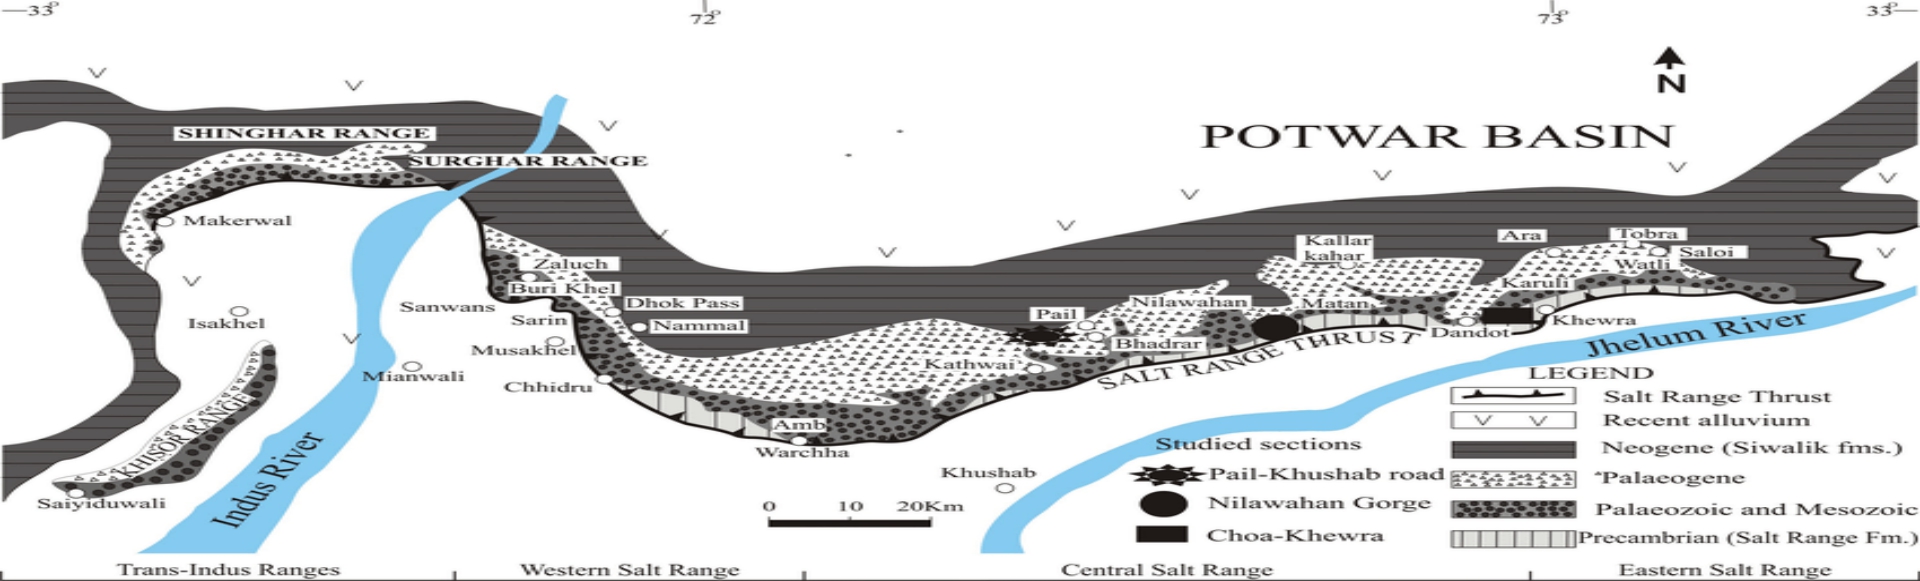 33°
72°
73°
33°
N
POTWAR BASIN
SHINGHAR RANGE
SURGHAR RANGE
Makerwal
Isakhel
Mianwali
KHISOR RANGE
Saiyiduwali
Indus River
Sanwans
Zaluch
Buri Khel
Sarin
Dhok Pass
Nammal
Musakhel
Chhidru
Amb
Warchha
Khushab
Kathwai
Pail
Bhadrar
Nilawahan
Kallar
kahar
Matan
Dandot
Ara
Tobra
Saloi
Watli
Karuli
Khewra
SALT RANGE THRUST
Jhelum River
0 10 20Km
LEGEND
Salt Range Thrust
Recent alluvium
Neogene (Siwalik fms.)
Palaeogene
Palaeozoic and Mesozoic
Precambrian (Salt Range Fm.)
Studied sections
Pail-Khushab road
Nilawahan Gorge
Choa-Khewra
Trans-Indus Ranges
Western Salt Range
Central Salt Range
Eastern Salt Range